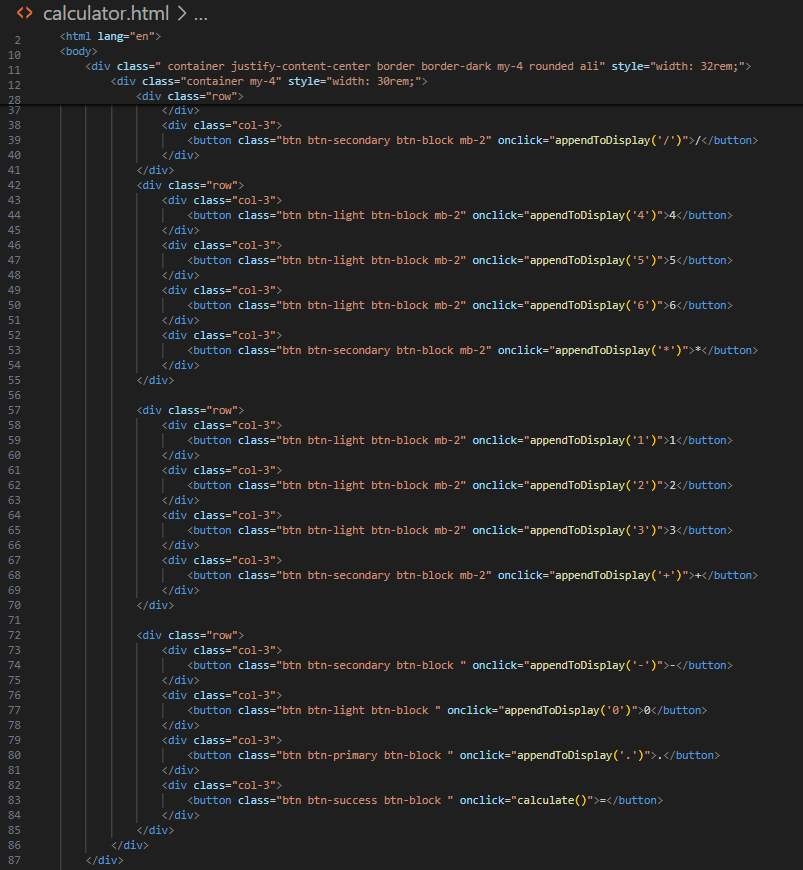 calculator.html > ...
2 <html lang="en">
10 <body>
11 <div class=" container justify-content-center border border-dark my-4 rounded ali" style="width: 32rem;">
12 <div class="container my-4" style="width: 30rem;">
28 <div class="row">
37 </div>
38 <div class="col-3">
39 <button class="btn btn-secondary btn-block mb-2" onclick="appendToDisplay('/')">/</button>
40 </div>
41 </div>
42 <div class="row">
43 <div class="col-3">
44 <button class="btn btn-light btn-block mb-2" onclick="appendToDisplay('4')">4</button>
45 </div>
46 <div class="col-3">
47 <button class="btn btn-light btn-block mb-2" onclick="appendToDisplay('5')">5</button>
48 </div>
49 <div class="col-3">
50 <button class="btn btn-light btn-block mb-2" onclick="appendToDisplay('6')">6</button>
51 </div>
52 <div class="col-3">
53 <button class="btn btn-secondary btn-block mb-2" onclick="appendToDisplay('*')">*</button>
54 </div>
55 </div>
56
57 <div class="row">
58 <div class="col-3">
59 <button class="btn btn-light btn-block mb-2" onclick="appendToDisplay('1')">1</button>
60 </div>
61 <div class="col-3">
62 <button class="btn btn-light btn-block mb-2" onclick="appendToDisplay('2')">2</button>
63 </div>
64 <div class="col-3">
65 <button class="btn btn-light btn-block mb-2" onclick="appendToDisplay('3')">3</button>
66 </div>
67 <div class="col-3">
68 <button class="btn btn-secondary btn-block mb-2" onclick="appendToDisplay('+')">+</button>
69 </div>
70 </div>
71
72 <div class="row">
73 <div class="col-3">
74 <button class="btn btn-secondary btn-block " onclick="appendToDisplay('-')">-</button>
75 </div>
76 <div class="col-3">
77 <button class="btn btn-light btn-block " onclick="appendToDisplay('0')">0</button>
78 </div>
79 <div class="col-3">
80 <button class="btn btn-primary btn-block " onclick="appendToDisplay('.')">.</button>
81 </div>
82 <div class="col-3">
83 <button class="btn btn-success btn-block " onclick="calculate()">=</button>
84 </div>
85 </div>
86 </div>
87 </div>